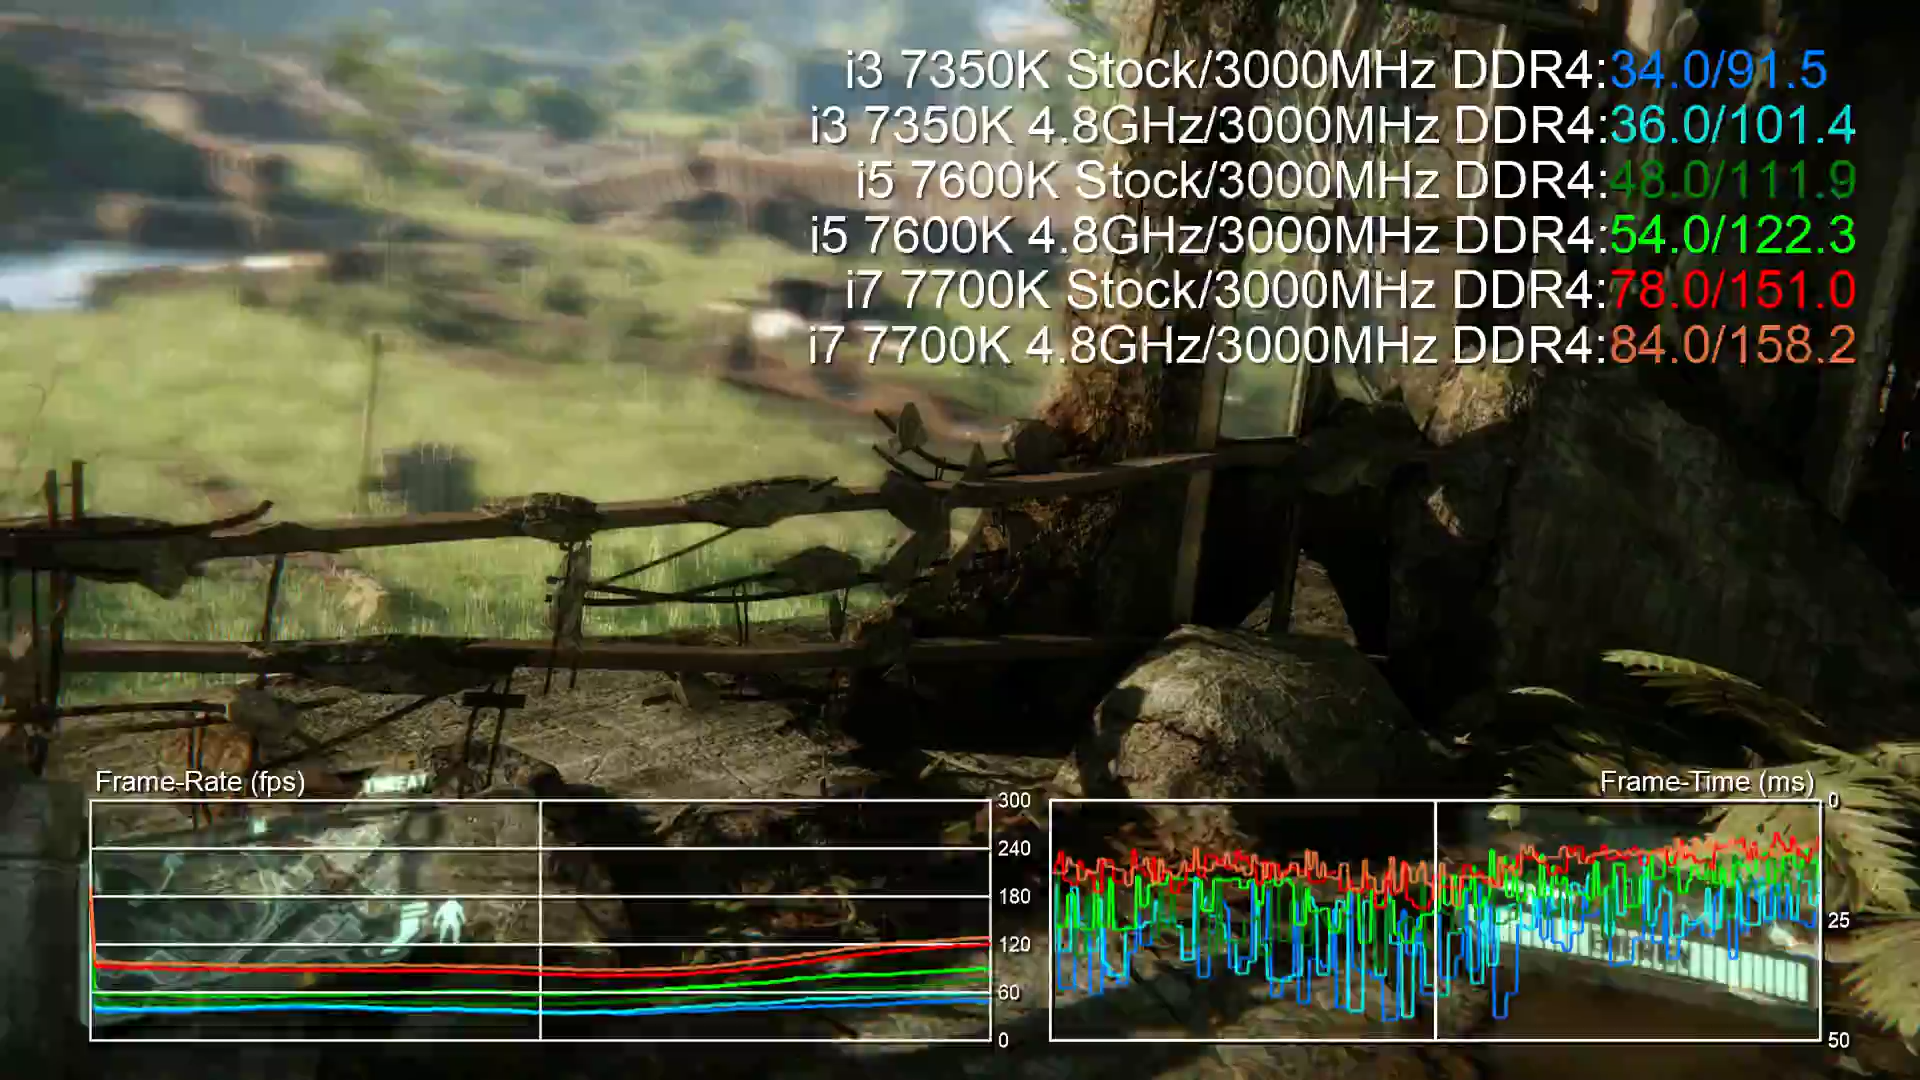 i3 7350K Stock/3000MHz DDR4:34.0/91.5
i3 7350K 4.8GHz/3000MHz DDR4:36.0/101.4
i5 7600K Stock/3000MHz DDR4:48.0/111.9
i5 7600K 4.8GHz/3000MHz DDR4:54.0/122.3
i7 7700K Stock/3000MHz DDR4:78.0/151.0
i7 7700K 4.8GHz/3000MHz DDR4:84.0/158.2
Frame-Rate (fps)
THREAT
300
240
180
120
60
0
Frame-Time (ms)
0
25
50